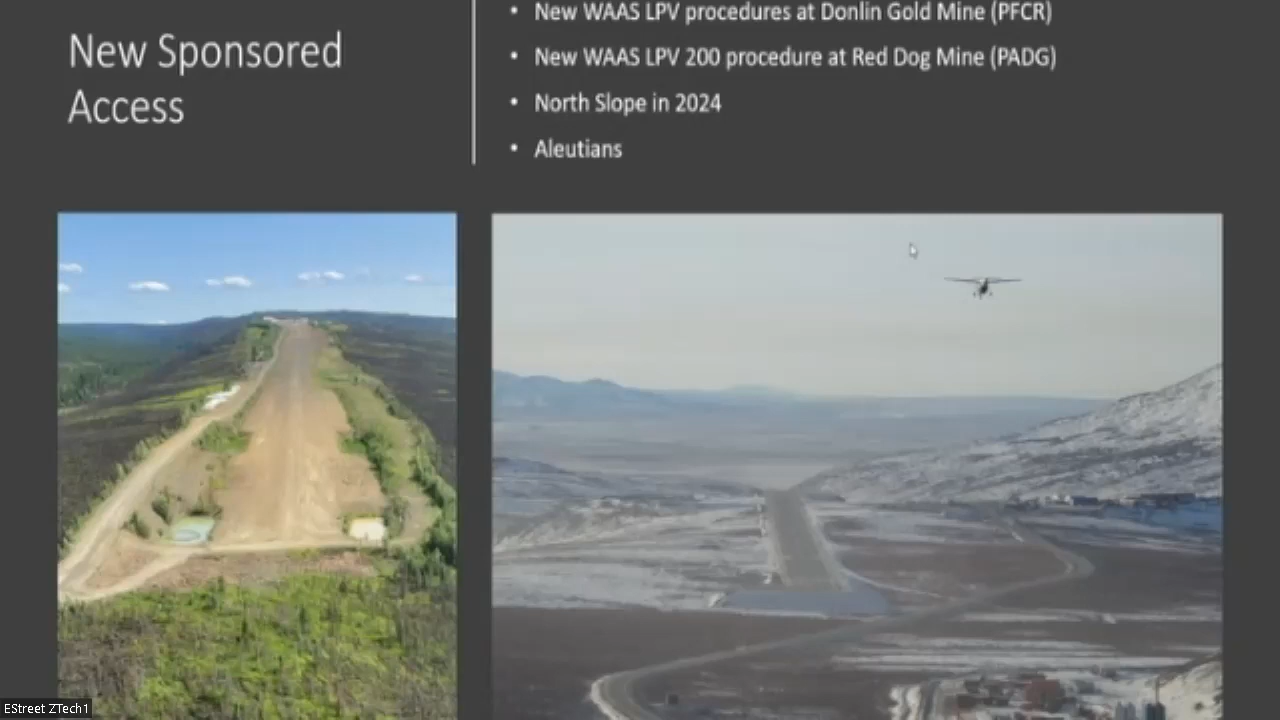 New Sponsored
Access
• New WAAS LPV procedures at Donlin Gold Mine (PFCR)
• New WAAS LPV 200 procedure at Red Dog Mine (PADG)
• North Slope in 2024
• Aleutians
EStreet ZTech1